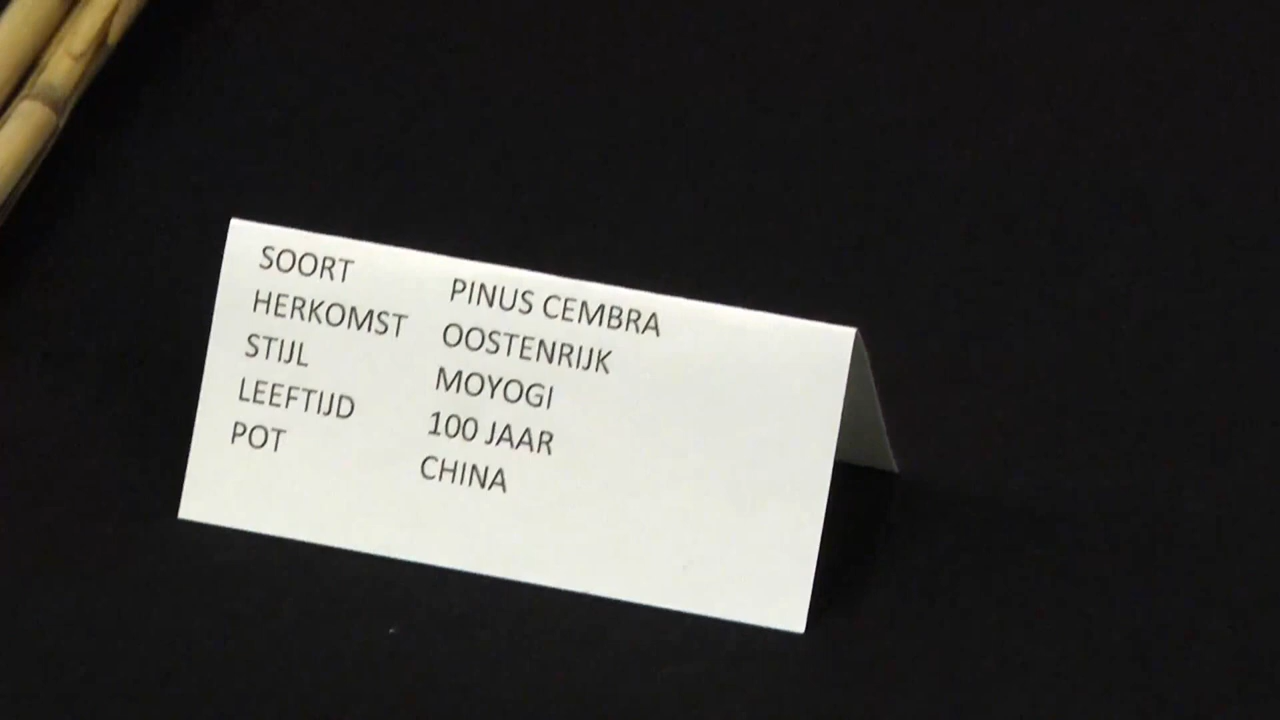 SOORT PINUS CEMBRA
HERKOMST OOSTENRIJK
STIJL MOYOGI
LEEFTIJD 100 JAAR
POT CHINA